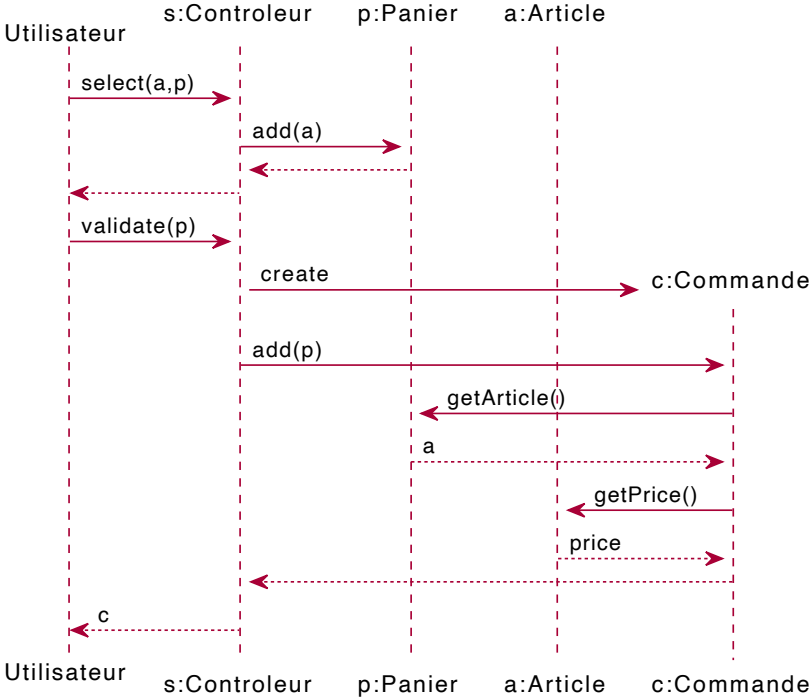 s:Controleur p:Panier a:Article
Utilisateur
select(a,p)
add(a)
validate(p)
create
c:Commande
add(p)
getArticle()
a
getPrice()
price
c
Utilisateur
s:Controleur p:Panier a:Article c:Commande